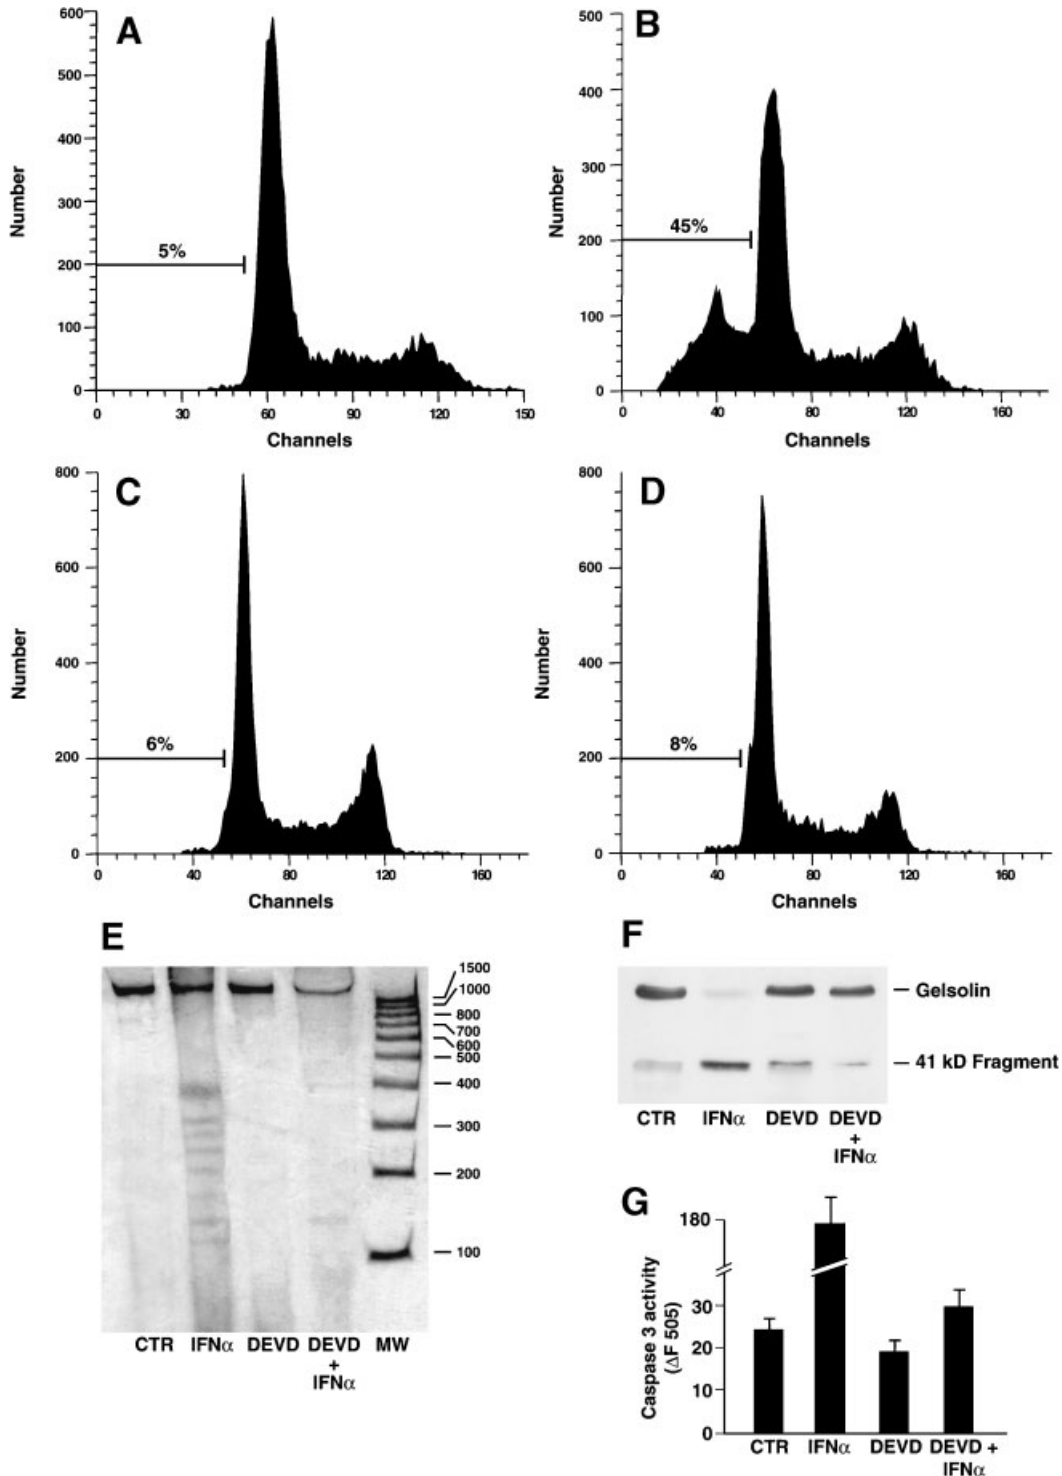 A
600
500
400
300
200
100
0
5%
Number
0 30 60 90 120 150
Channels
B
500
400
300
200
100
0
45%
Number
0 40 80 120 160
Channels
C
800
600
400
200
0
6%
Number
0 40 80 120 160
Channels
D
800
600
400
200
0
8%
Number
0 40 80 120 160
Channels
E
1500
1000
800
700
600
500
400
300
200
100
CTR IFNα DEVD DEVD MW
+
IFNα
F
Gelsolin
41 kD Fragment
CTR IFNα DEVD DEVD
+
IFNα
G
180
30
20
10
0
Caspase 3 activity
(ΔF 505)
CTR IFNα DEVD DEVD +
IFNα